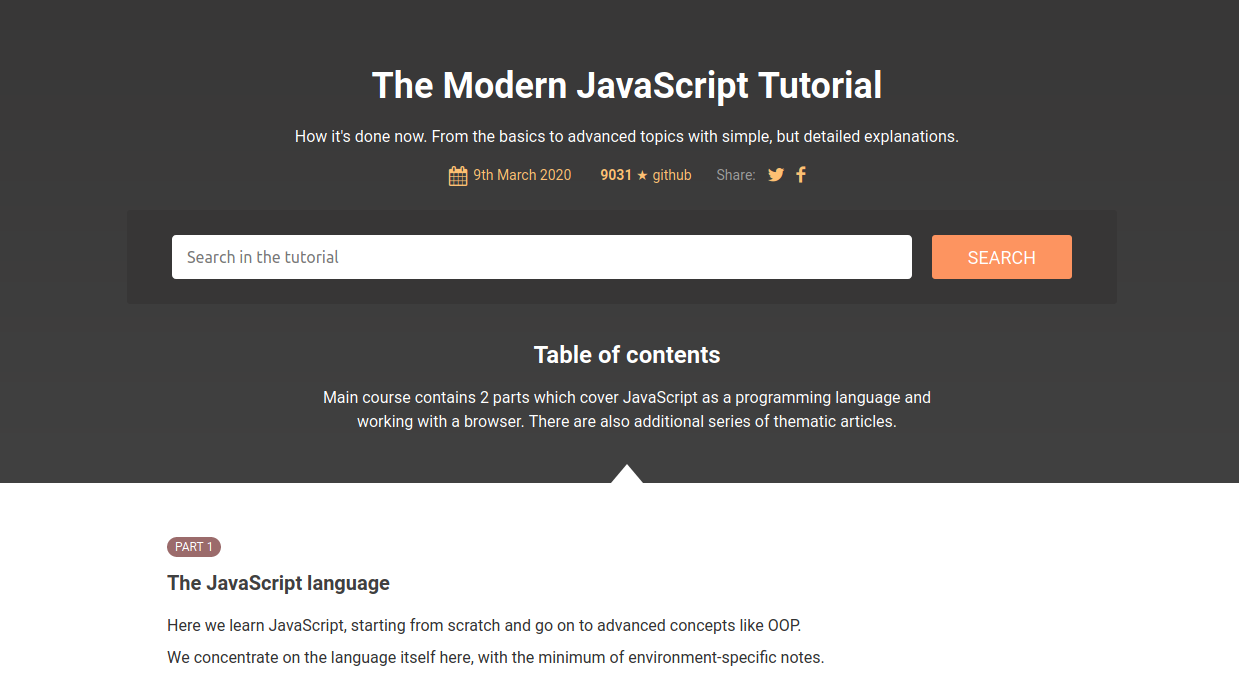 The Modern JavaScript Tutorial
How it's done now. From the basics to advanced topics with simple, but detailed explanations.
9th March 2020 9031 ★ github Share:
Search in the tutorial SEARCH
Table of contents
Main course contains 2 parts which cover JavaScript as a programming language and
working with a browser. There are also additional series of thematic articles.
PART 1
The JavaScript language
Here we learn JavaScript, starting from scratch and go on to advanced concepts like OOP.
We concentrate on the language itself here, with the minimum of environment-specific notes.